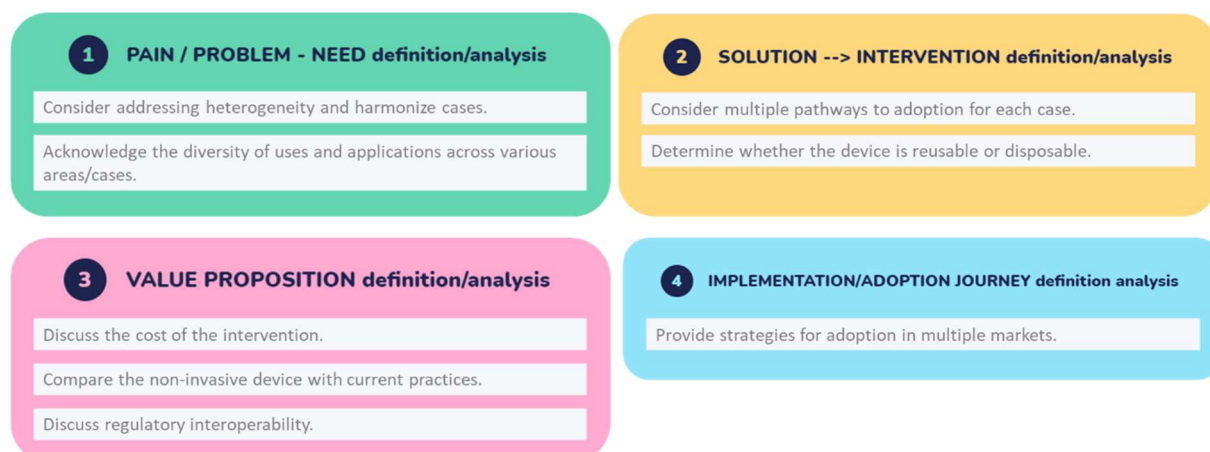 1 PAIN / PROBLEM - NEED definition/analysis
Consider addressing heterogeneity and harmonize cases.
Acknowledge the diversity of uses and applications across various
areas/cases.
2 SOLUTION --> INTERVENTION definition/analysis
Consider multiple pathways to adoption for each case.
Determine whether the device is reusable or disposable.
3 VALUE PROPOSITION definition/analysis
Discuss the cost of the intervention.
Compare the non-invasive device with current practices.
Discuss regulatory interoperability.
4 IMPLEMENTATION/ADOPTION JOURNEY definition analysis
Provide strategies for adoption in multiple markets.